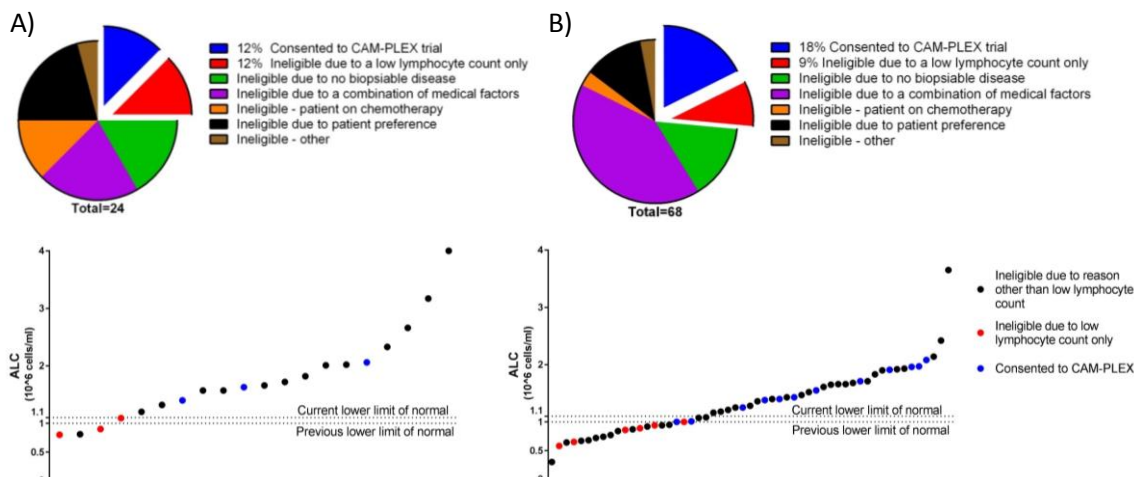 A)
12% Consented to CAM-PLEX trial
12% Ineligible due to a low lymphocyte count only
Ineligible due to no biopsiable disease
Ineligible due to a combination of medical factors
Ineligible - patient on chemotherapy
Ineligible due to patient preference
Ineligible - other
Total=24
B)
18% Consented to CAM-PLEX trial
9% Ineligible due to a low lymphocyte count only
Ineligible due to no biopsiable disease
Ineligible due to a combination of medical factors
Ineligible - patient on chemotherapy
Ineligible due to patient preference
Ineligible - other
Total=68
ALC
(10^6 cells/ml)
4
3
2
1.1
1
0.5
Current lower limit of normal
Previous lower limit of normal
ALC
(10^6 cells/ml)
4
3
2
1.1
1
0.5
Current lower limit of normal
Previous lower limit of normal
Ineligible due to reason
other than low lymphocyte
count
Ineligible due to low
lymphocyte count only
Consented to CAM-PLEX